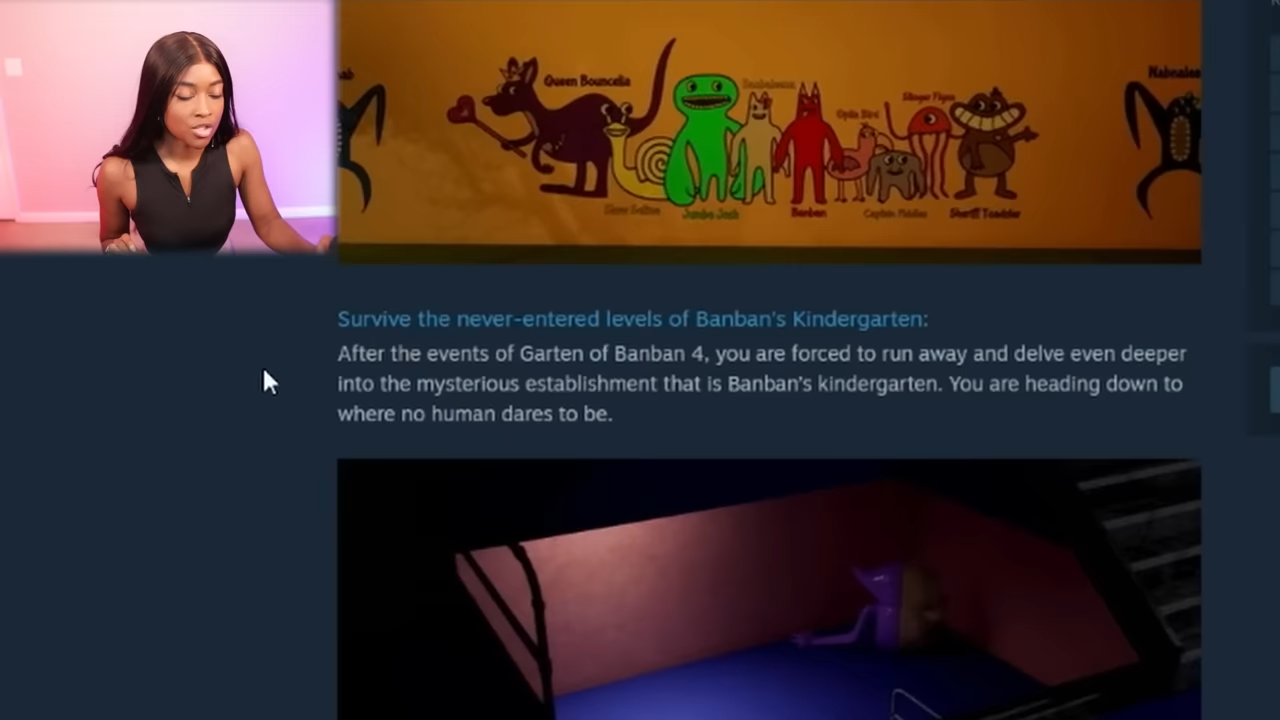 Queen Bouncelia
Opila Bird
Stinger Flynn
Slow Seline
Jumbo Josh
Banban
Captain Fiddles
Sheriff Toadster
Survive the never-entered levels of Banban's Kindergarten:
After the events of Garten of Banban 4, you are forced to run away and delve even deeper
into the mysterious establishment that is Banban's kindergarten. You are heading down to
where no human dares to be.